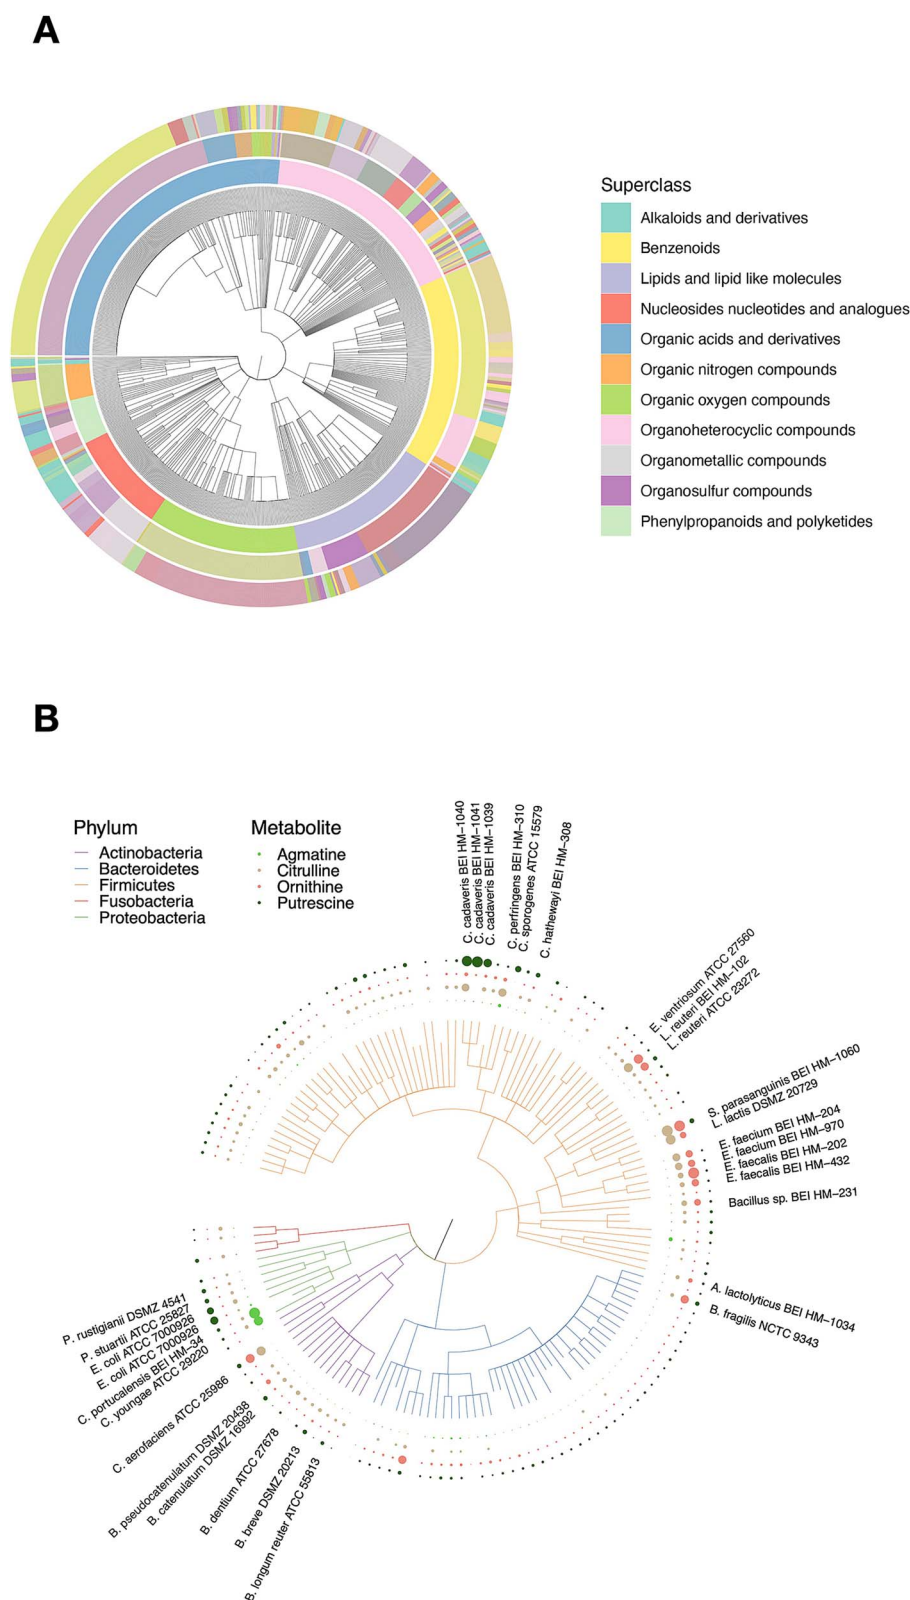 A
Superclass
Alkaloids and derivatives
Benzenoids
Lipids and lipid like molecules
Nucleosides nucleotides and analogues
Organic acids and derivatives
Organic nitrogen compounds
Organic oxygen compounds
Organoheterocyclic compounds
Organometallic compounds
Organosulfur compounds
Phenylpropanoids and polyketides
B
Phylum
Actinobacteria
Bacteroidetes
Firmicutes
Fusobacteria
Proteobacteria
Metabolite
Agmatine
Citrulline
Ornithine
Putrescine
C. cadaveris BEI HM-1040
C. cadaveris BEI HM-1041
C. cadaveris BEI HM-1039
C. perfringens BEI HM-310
C. sporogenes ATCC 15579
C. hathewayi BEI HM-308
E. ventriosum ATCC 27560
L. reuteri BEI HM-102
L. reuteri ATCC 23272
S. parasanguinis BEI HM-1060
L. lactis DSMZ 20729
E. faecium BEI HM-204
E. faecium BEI HM-970
E. faecalis BEI HM-202
E. faecalis BEI HM-432
Bacillus sp. BEI HM-231
A. lactolyticus BEI HM-1034
B. fragilis NCTC 9343
P. rustigianii DSMZ 4541
P. stuartii ATCC 25827
E. coli ATCC 7000926
E. coli ATCC 7000926
C. portucalensis BEI HM-34
C. youngae ATCC 29220
C. aerofaciens ATCC 25986
B. pseudocatenulatum DSMZ 20438
B. catenulatum DSMZ 16992
B. dentium ATCC 27678
B. breve DSMZ 20213
B. longum reuter ATCC 55813